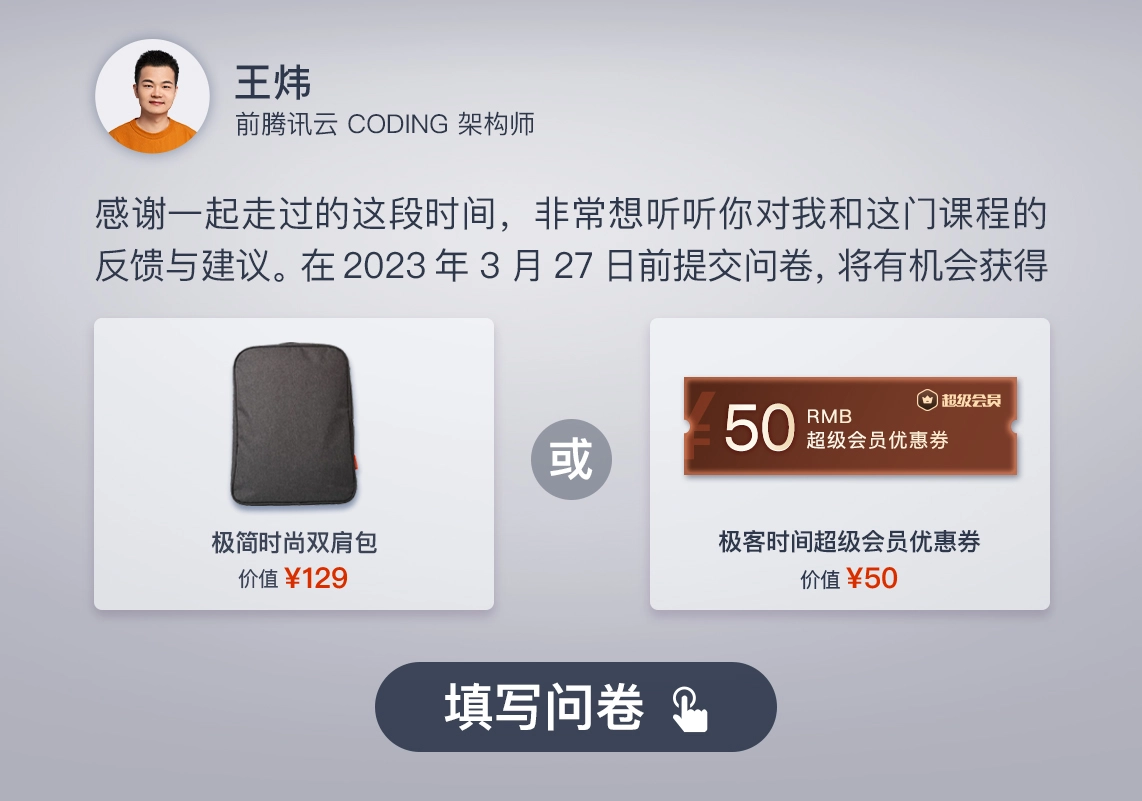 王炜
前腾讯云 CODING 架构师
感谢一起走过的这段时间，非常想听听你对我和这门课程的
反馈与建议。在 2023 年 3 月 27 日前提交问卷，将有机会获得
极简时尚双肩包
价值 ¥129
或
超级会员
¥
50
RMB
超级会员优惠券
极客时间超级会员优惠券
价值 ¥50
填写问卷